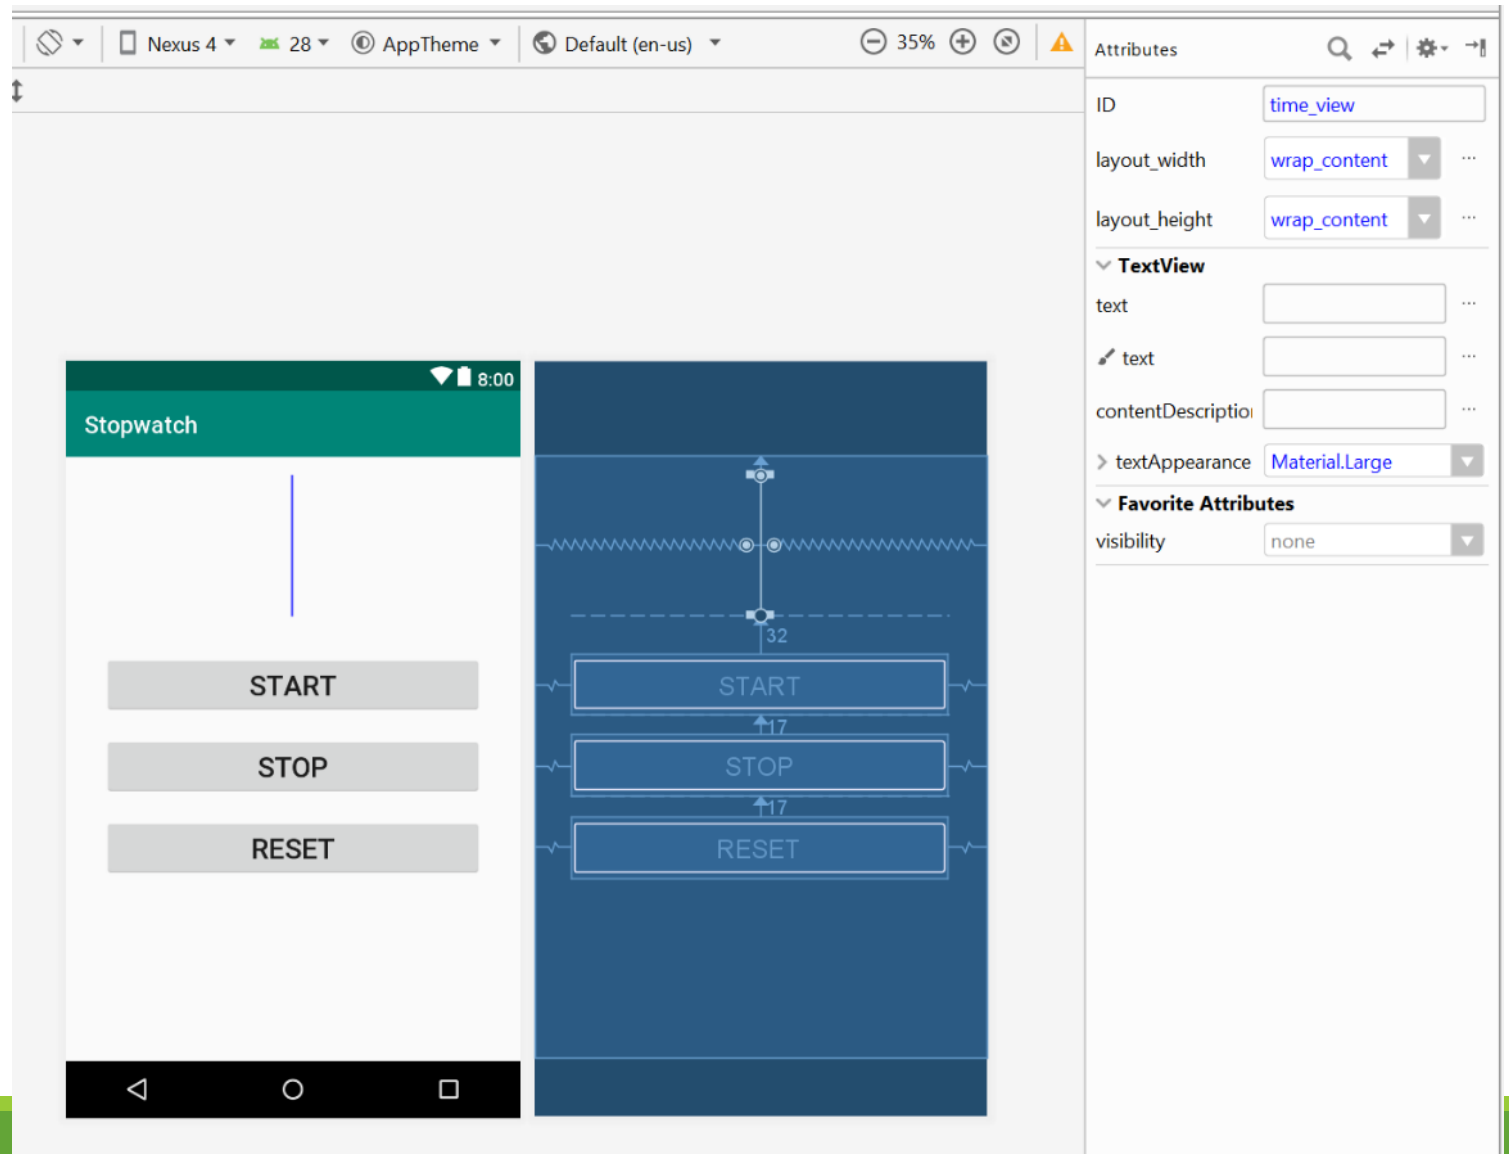 Nexus 4 28 AppTheme Default (en-us) 35%
Attributes
ID time_view
layout_width wrap_content ...
layout_height wrap_content ...
TextView
text ...
text ...
contentDescriptio ...
textAppearance Material.Large
Favorite Attributes
visibility none
8:00
Stopwatch
START
STOP
RESET
32
START
17
STOP
17
RESET